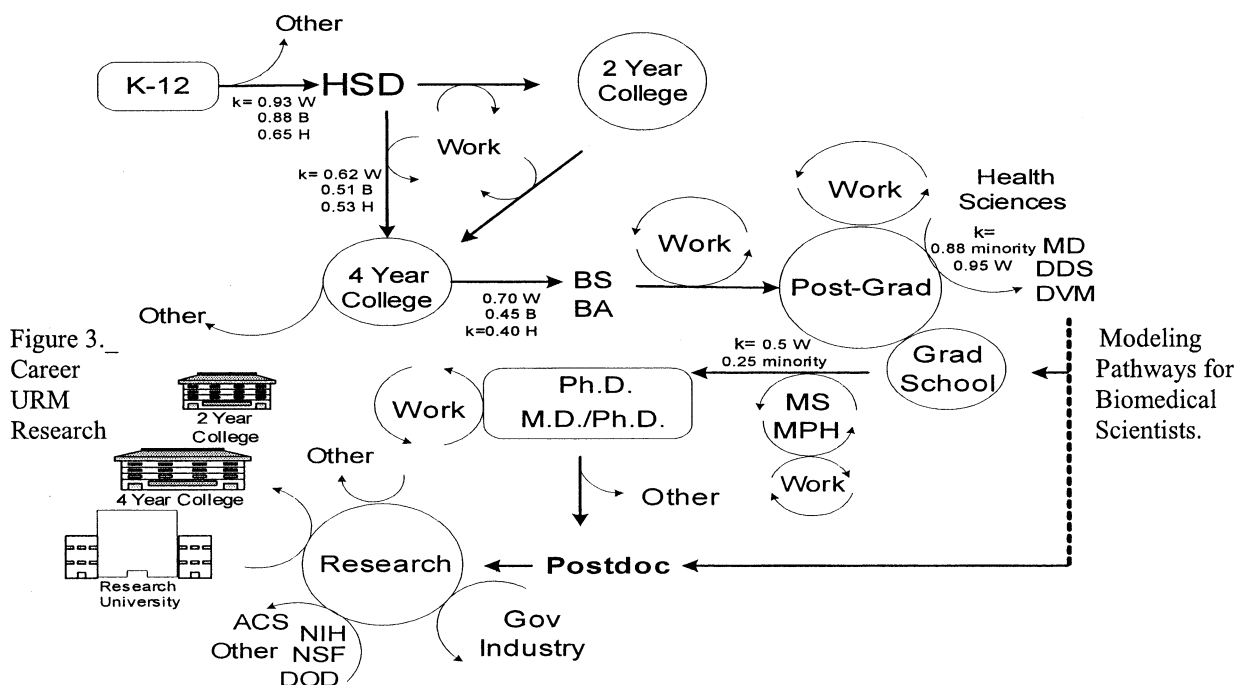 Other
K-12
HSD
2 Year
College
k= 0.93 W
0.88 B
0.65 H
Work
k= 0.62 W
0.51 B
0.53 H
4 Year
College
Other
0.70 W
0.45 B
k=0.40 H
BS
BA
Work
Work
Post-Grad
Health
Sciences
k=
0.88 minority
0.95 W
MD
DDS
DVM
Grad
School
k= 0.5 W
0.25 minority
MS
MPH
Work
Ph.D.
M.D./Ph.D.
Work
Other
Postdoc
Research
Other
Gov
Industry
ACS
NIH
Other
NSF
DOD
2 Year
College
4 Year College
Research
University
Figure 3._
Career
URM
Research
Modeling
Pathways for
Biomedical
Scientists.